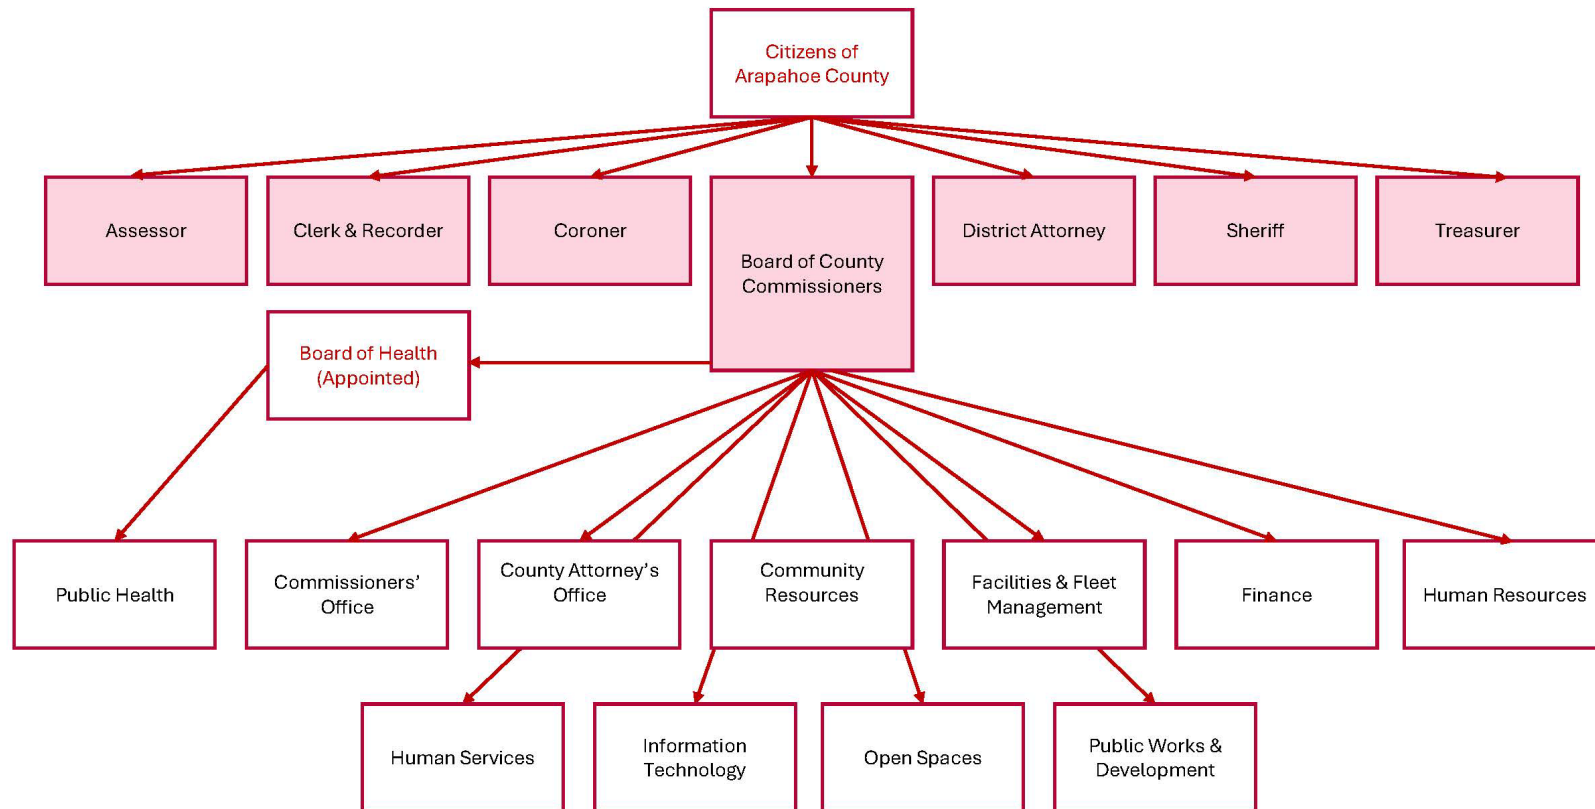 Citizens of
Arapahoe County
Assessor
Clerk & Recorder
Coroner
Board of County
Commissioners
District Attorney
Sheriff
Treasurer
Board of Health
(Appointed)
Public Health
Commissioners’
Office
County Attorney’s
Office
Community
Resources
Facilities & Fleet
Management
Finance
Human Resources
Human Services
Information
Technology
Open Spaces
Public Works &
Development